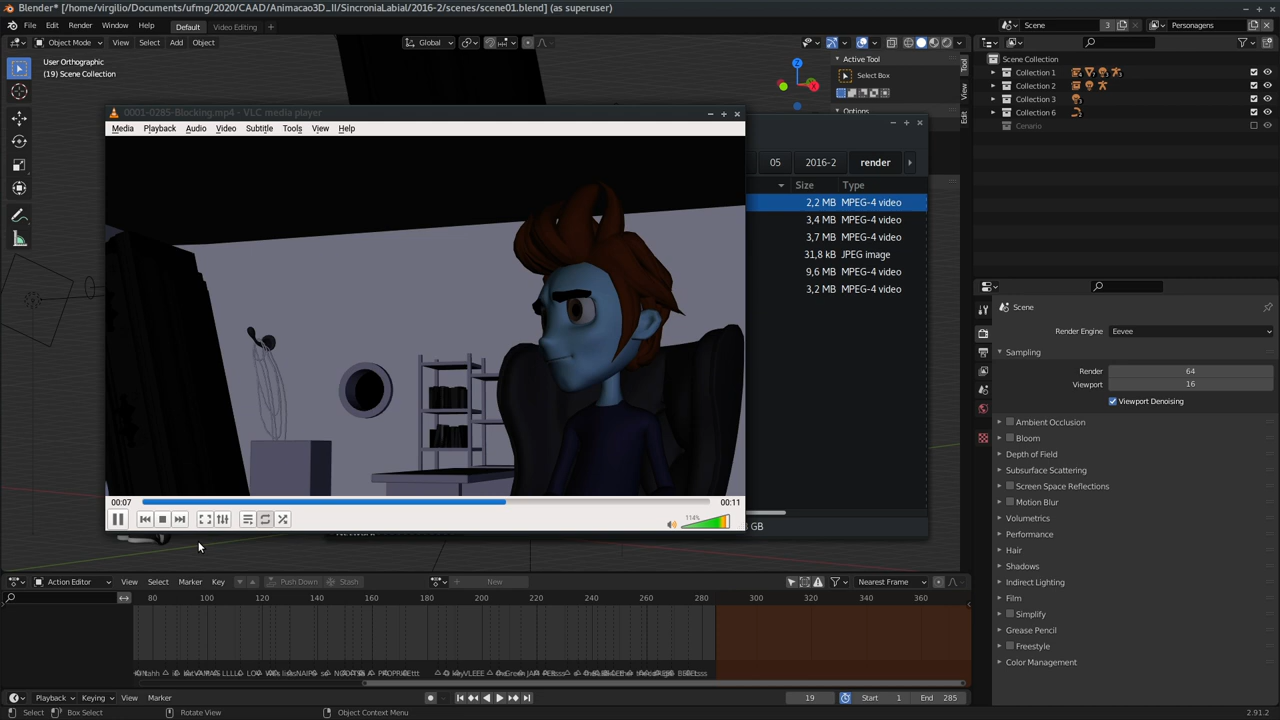 Blender* [/home/virgilio/Documents/ufmg/2020/CAAD/Animacao3D_II/SincroniaLabial/2016-2/scenes/scene01.blend] (as superuser)
File Edit Render Window Help Default Video Editing Scene 3 Personagens
Object Mode View Select Add Object Global
User Orthographic
(19) Scene Collection
Active Tool
Select Box
Options
Tool
View
Edit
Scene Collection
Collection 1
Collection 2
Collection 3
Collection 6
Cenario
0001-0285-Blocking.mp4 - VLC media player
Media Playback Audio Video Subtitle Tools View Help
05 2016-2 render
Size Type
2,2 MB MPEG-4 video
3,4 MB MPEG-4 video
3,7 MB MPEG-4 video
31,8 kB JPEG image
9,6 MB MPEG-4 video
3,2 MB MPEG-4 video
GB
00:07 00:11
114%
Scene
Render Engine Eevee
Sampling
Render 64
Viewport 16
Viewport Denoising
Ambient Occlusion
Bloom
Depth of Field
Subsurface Scattering
Screen Space Reflections
Motion Blur
Volumetrics
Performance
Hair
Shadows
Indirect Lighting
Film
Simplify
Grease Pencil
Freestyle
Color Management
Action Editor View Select Marker Key Push Down Stash New Nearest Frame
80 100 120 140 160 180 200 220 240 260 280 300 320 340 360
Playback Keying View Marker 19 Start 1 End 285
Select Box Select Rotate View Object Context Menu 2.91.2